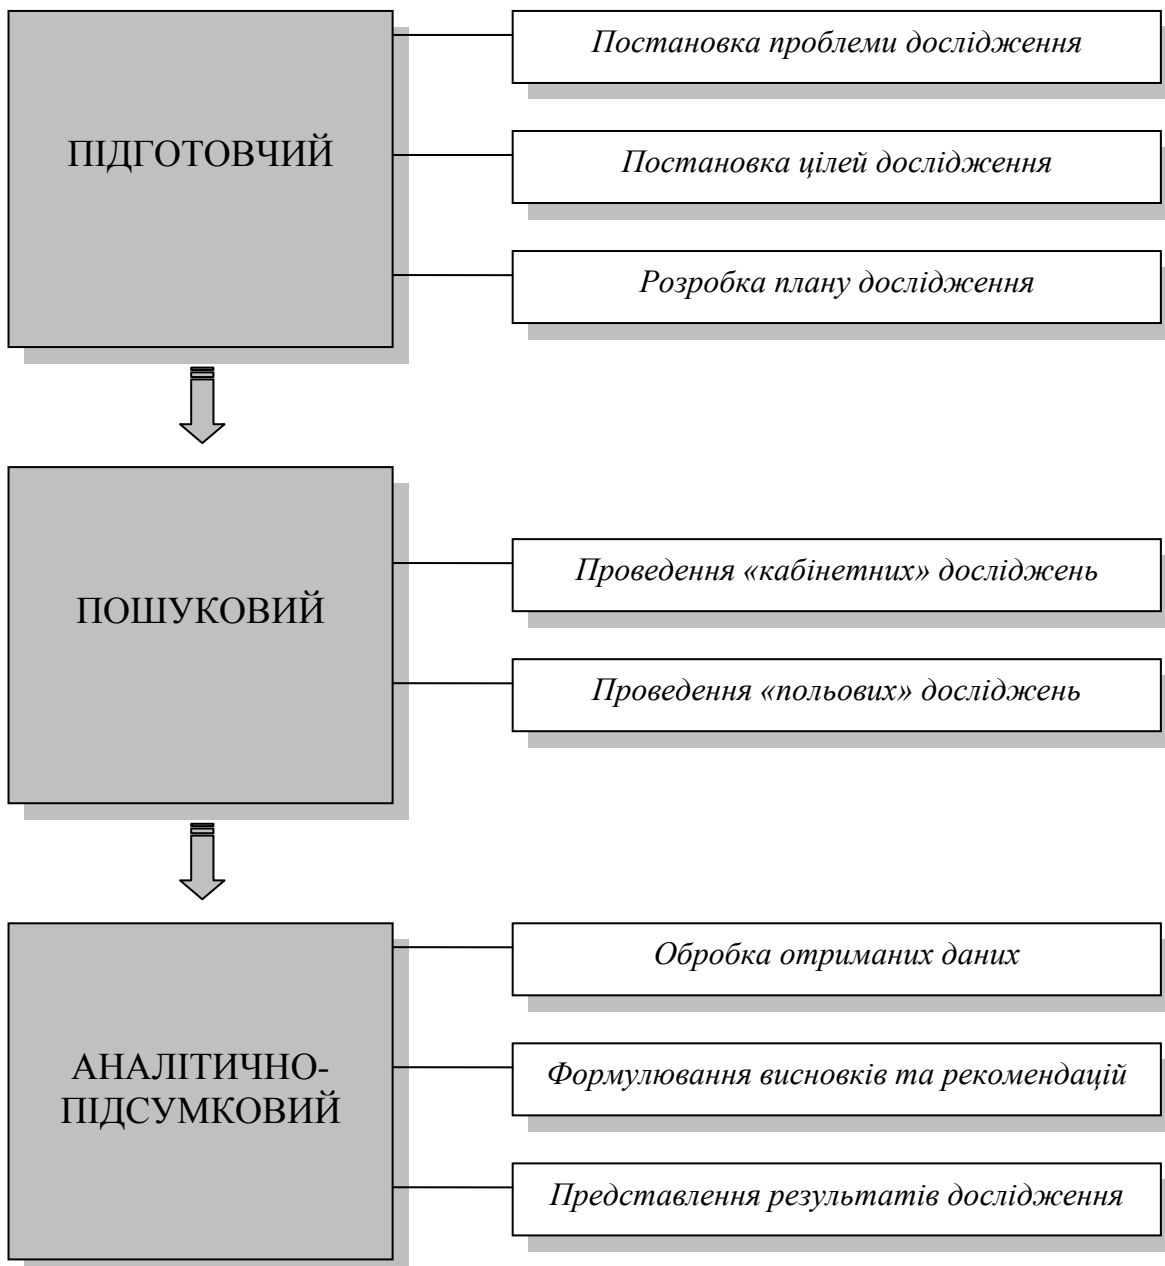 ПІДГОТОВЧИЙ
Постановка проблеми дослідження
Постановка цілей дослідження
Розробка плану дослідження
ПОШУКОВИЙ
Проведення «кабінетних» досліджень
Проведення «польових» досліджень
АНАЛІТИЧНО-
ПІДСУМКОВИЙ
Обробка отриманих даних
Формулювання висновків та рекомендацій
Представлення результатів дослідження